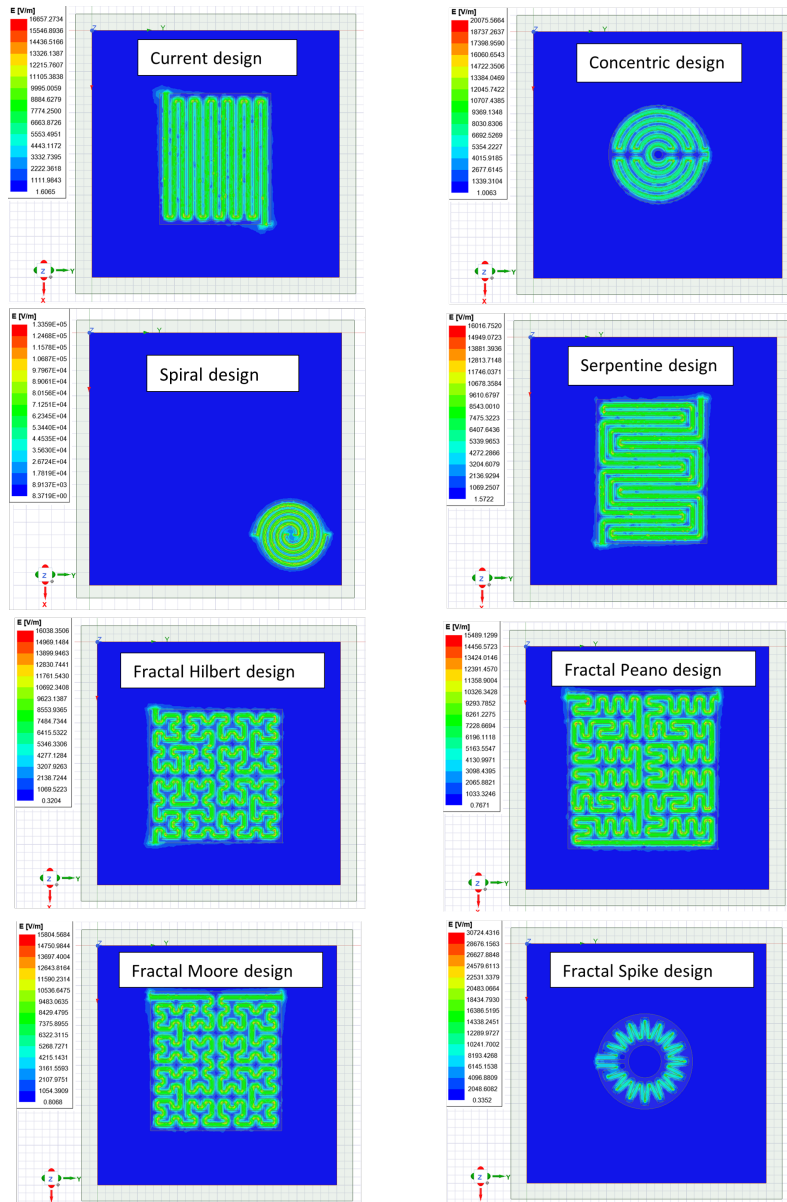 E [V/m]
16657.2734
15546.8936
14436.5166
13326.1387
12215.7607
11105.3838
9995.0059
8884.6279
7774.2500
6663.8726
5553.4951
4443.1172
3332.7395
2222.3618
1111.9843
1.6065
Z
Y
Current design
Z
Y
X
E [V/m]
20075.5664
18737.2637
17398.9590
16060.6543
14722.3506
13384.0469
12045.7422
10707.4385
9369.1348
8030.8306
6692.5269
5354.2227
4015.9185
2677.6145
1339.3104
1.0063
Z
Y
Concentric design
Z
Y
X
E [V/m]
1.3359E+05
1.2468E+05
1.1578E+05
1.0687E+05
9.7967E+04
8.9061E+04
8.0156E+04
7.1251E+04
6.2345E+04
5.3440E+04
4.4535E+04
3.5630E+04
2.6724E+04
1.7819E+04
8.9137E+03
8.3719E+00
Z
Y
Spiral design
Z
Y
X
E [V/m]
16016.7520
14949.0723
13881.3936
12813.7148
11746.0371
10678.3584
9610.6797
8543.0010
7475.3223
6407.6436
5339.9653
4272.2866
3204.6079
2136.9294
1069.2507
1.5722
Z
Y
Serpentine design
Z
Y
X
E [V/m]
16038.3506
14969.1484
13899.9463
12830.7441
11761.5430
10692.3408
9623.1387
8553.9365
7484.7344
6415.5322
5346.3306
4277.1284
3207.9263
2138.7244
1069.5223
0.3204
Z
Y
Fractal Hilbert design
Z
Y
E [V/m]
15489.1299
14456.5723
13424.0146
12391.4570
11358.9004
10326.3428
9293.7852
8261.2275
7228.6694
6196.1118
5163.5547
4130.9971
3098.4395
2065.8821
1033.3246
0.7671
Z
Y
Fractal Peano design
Z
Y
E [V/m]
15804.5684
14750.9844
13697.4004
12643.8164
11590.2314
10536.6475
9483.0635
8429.4795
7375.8955
6322.3115
5268.7271
4215.1431
3161.5593
2107.9751
1054.3909
0.8068
Z
Y
Fractal Moore design
Z
Y
E [V/m]
30724.4316
28676.1563
26627.8848
24579.6113
22531.3379
20483.0664
18434.7930
16386.5195
14338.2451
12289.9727
10241.7002
8193.4268
6145.1538
4096.8809
2048.6082
0.3352
Z
Y
Fractal Spike design
Z
Y